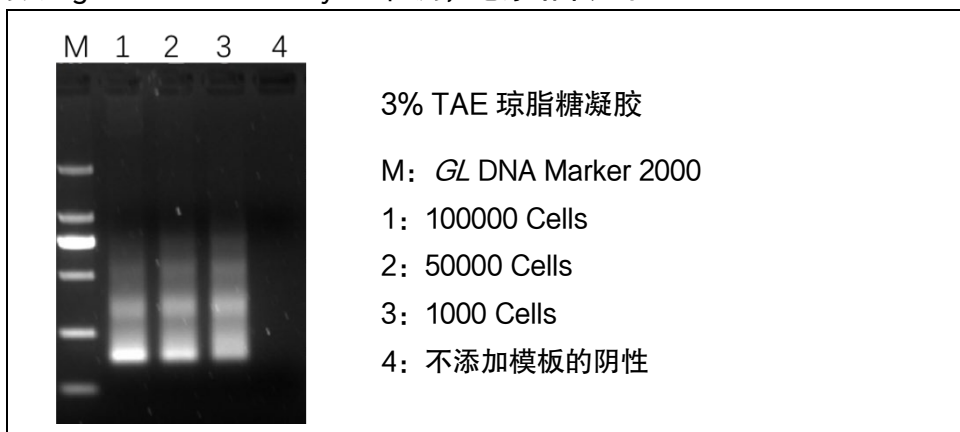 M 1 2 3 4
3% TAE 琼脂糖凝胶
M：GL DNA Marker 2000
1：100000 Cells
2：50000 Cells
3：1000 Cells
4：不添加模板的阴性